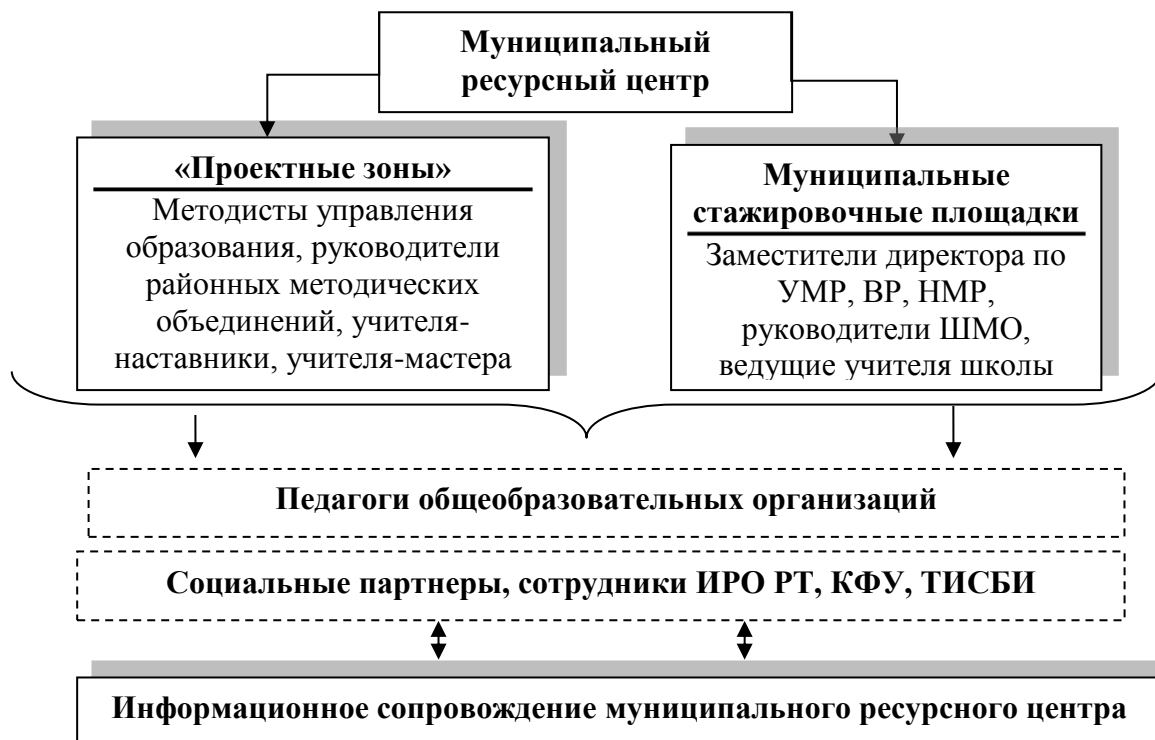 Муниципальный
ресурсный центр
«Проектные зоны»
Методисты управления
образования, руководители
районных методических
объединений, учителя-
наставники, учителя-мастера
Муниципальные
стажировочные площадки
Заместители директора по
УМР, ВР, НМР,
руководители ШМО,
ведущие учителя школы
Педагоги общеобразовательных организаций
Социальные партнеры, сотрудники ИРО РТ, КФУ, ТИСБИ
Информационное сопровождение муниципального ресурсного центра